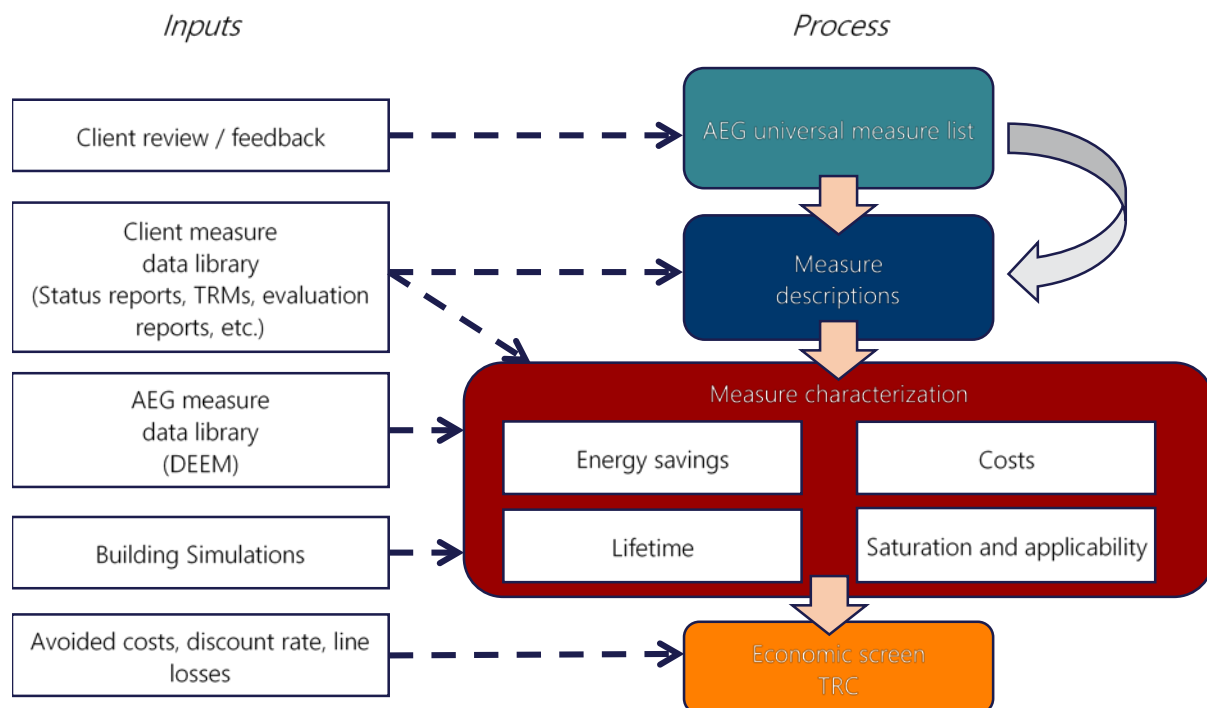 Inputs
Process
Client review / feedback
AEG universal measure list
Client measure
data library
(Status reports, TRMs, evaluation
reports, etc.)
Measure
descriptions
AEG measure
data library
(DEEM)
Measure characterization
Energy savings
Costs
Building Simulations
Lifetime
Saturation and applicability
Avoided costs, discount rate, line
losses
Economic screen
TRC